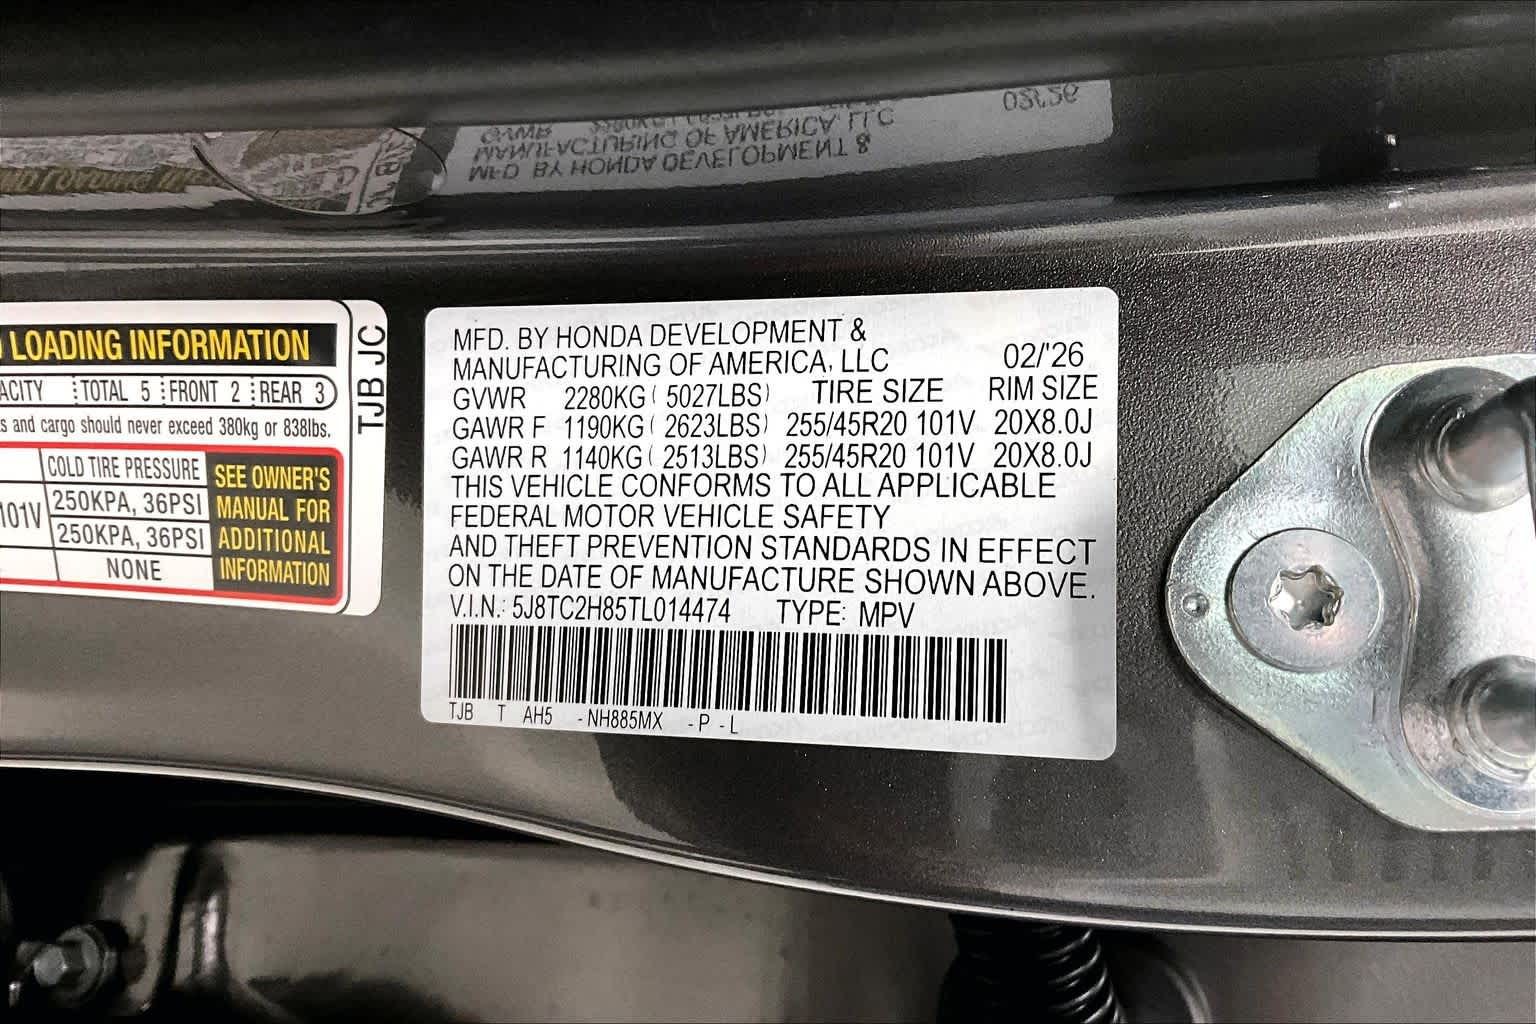 LOADING INFORMATION
ACITY TOTAL 5 FRONT 2 REAR 3
and cargo should never exceed 380kg or 838lbs.
COLD TIRE PRESSURE
101V 250KPA, 36PSI
250KPA, 36PSI
NONE
SEE OWNER'S
MANUAL FOR
ADDITIONAL
INFORMATION
TJB JC
MFD. BY HONDA DEVELOPMENT &
MANUFACTURING OF AMERICA, LLC 02/'26
GVWR 2280KG ( 5027LBS) TIRE SIZE RIM SIZE
GAWR F 1190KG ( 2623LBS) 255/45R20 101V 20X8.0J
GAWR R 1140KG ( 2513LBS) 255/45R20 101V 20X8.0J
THIS VEHICLE CONFORMS TO ALL APPLICABLE
FEDERAL MOTOR VEHICLE SAFETY
AND THEFT PREVENTION STANDARDS IN EFFECT
ON THE DATE OF MANUFACTURE SHOWN ABOVE.
V.I.N.: 5J8TC2H85TL014474 TYPE: MPV
TJB T AH5 -NH885MX -P -L